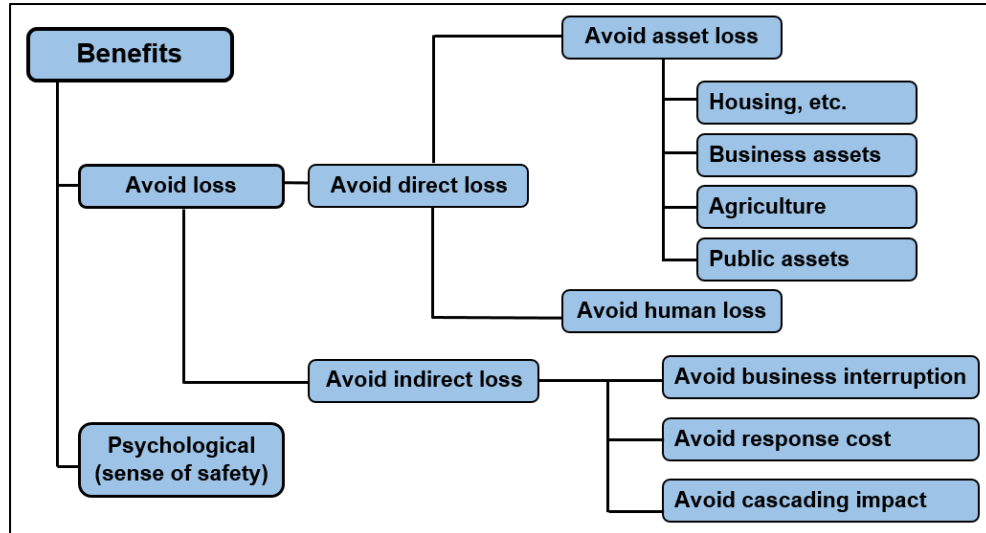 Benefits
Avoid asset loss
Housing, etc.
Business assets
Avoid loss
Avoid direct loss
Agriculture
Public assets
Avoid human loss
Avoid indirect loss
Avoid business interruption
Avoid response cost
Psychological
(sense of safety)
Avoid cascading impact